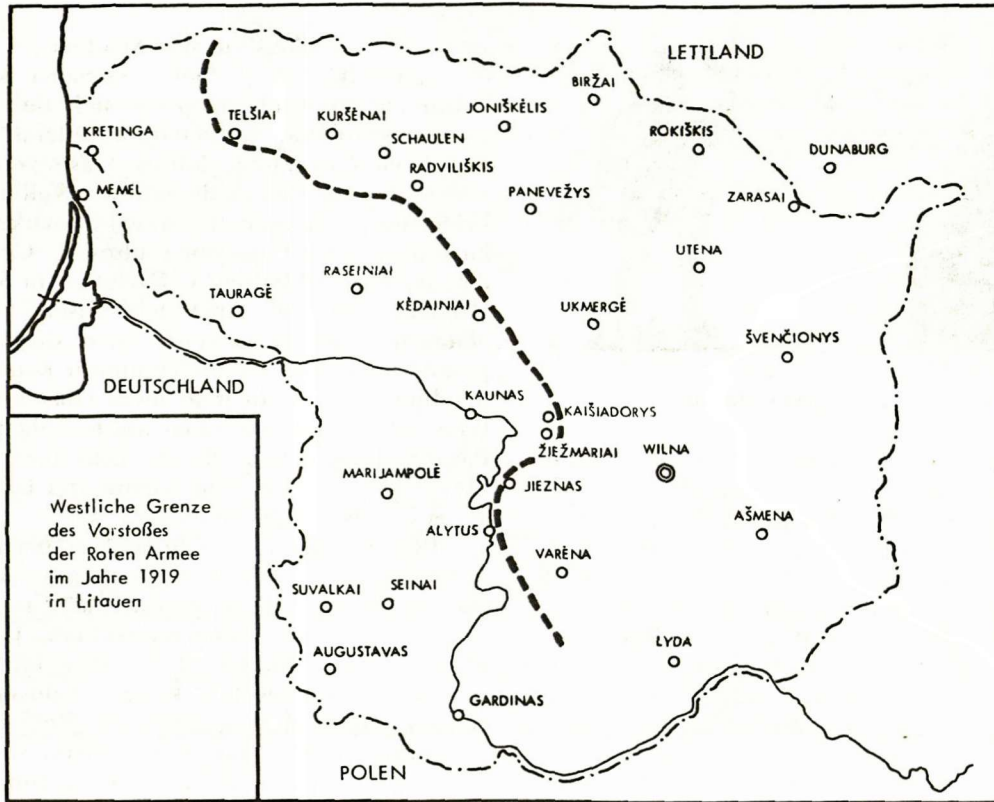 LETTLAND
BIRŽAI
JONIŠKĖLIS
TELŠIAI
KURŠĖNAI
KRETINGA
SCHAULEN
ROKIŠKIS
DUNABURG
RADVILIŠKIS
MEMEL
PANEVĖŽYS
ZARASAI
UTENA
RASEINIAI
TAURAGĖ
KĖDAINIAI
UKMERGĖ
ŠVENČIONYS
DEUTSCHLAND
KAUNAS
KAIŠIADORYS
ŽIEŽMARIAI
WILNA
MARIJAMPOLĖ
JIEZNAS
Westliche Grenze
des Vorstoßes
der Roten Armee
im Jahre 1919
in Litauen
ALYTUS
AŠMENA
VARĖNA
SUVALKAI
SEINAI
AUGUSTAVAS
LYDA
GARDINAS
POLEN